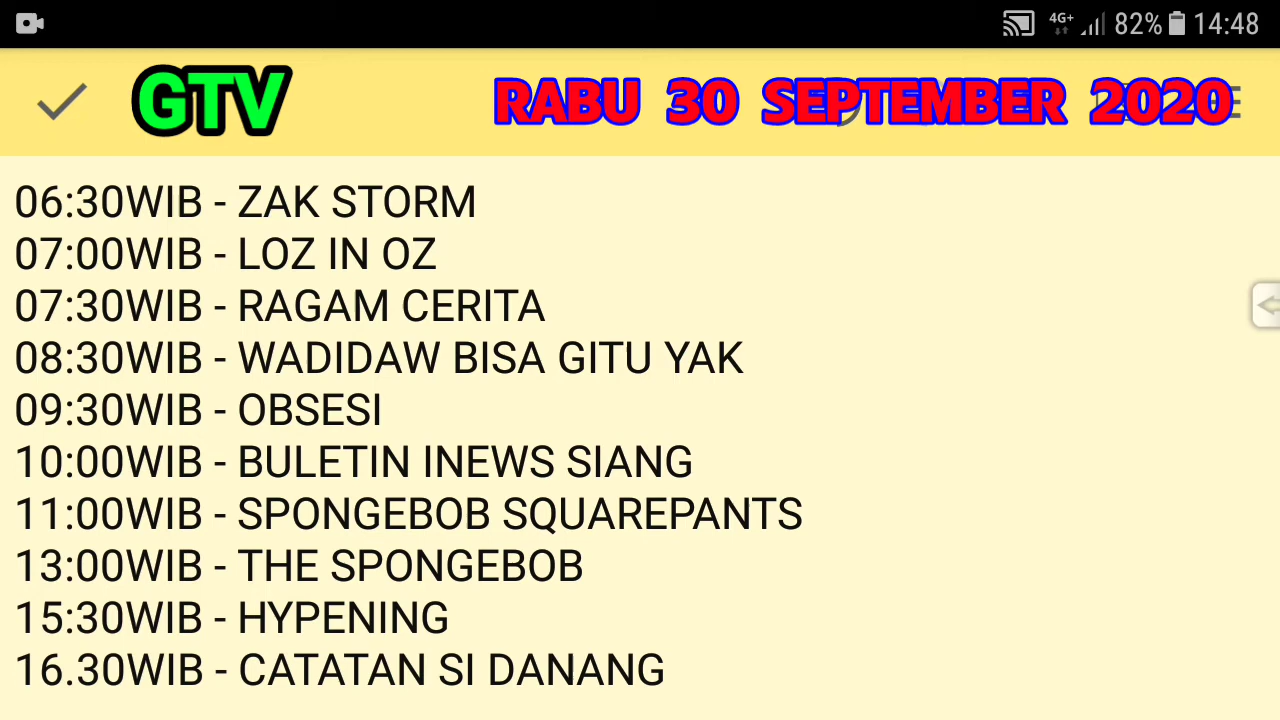 4G+ 82% 14:48
GTV RABU 30 SEPTEMBER 2020
06:30WIB - ZAK STORM
07:00WIB - LOZ IN OZ
07:30WIB - RAGAM CERITA
08:30WIB - WADIDAW BISA GITU YAK
09:30WIB - OBSESI
10:00WIB - BULETIN INEWS SIANG
11:00WIB - SPONGEBOB SQUAREPANTS
13:00WIB - THE SPONGEBOB
15:30WIB - HYPENING
16.30WIB - CATATAN SI DANANG